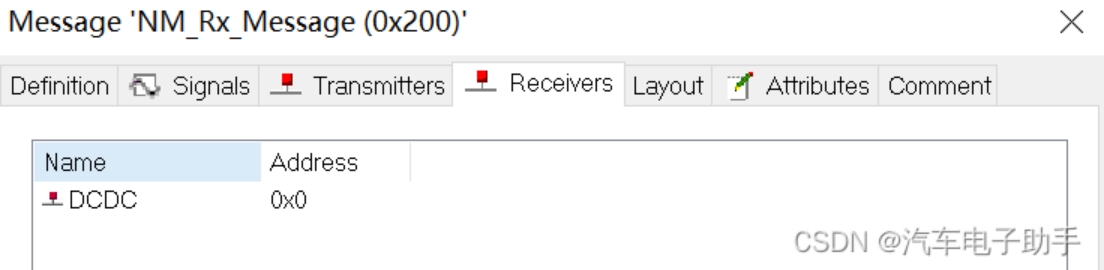 Message 'NM_Rx_Message (0x200)'
Definition Signals Transmitters Receivers Layout Attributes Comment
Name Address
DCDC 0x0
CSDN @汽车电子助手